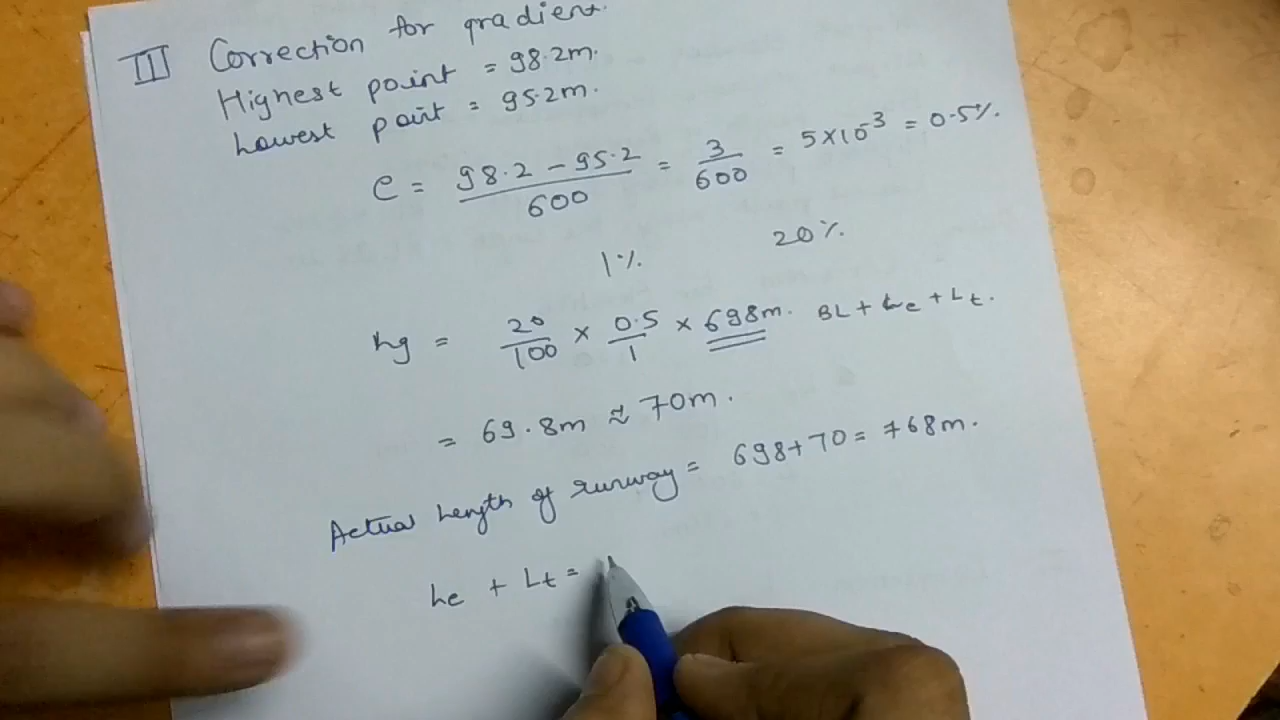 III Correction for gradient.
Highest point = 98.2m.
Lowest point = 95.2m.
e = 98.2 - 95.2 / 600 = 3 / 600 = 5×10^-3 = 0.5%.
1% 20%
Lg = 20 / 100 × 0.5 / 1 × 698m. BL + Le + Lt.
= 69.8m ≈ 70m.
Actual Length of runway = 698+70 = 768m.
Le + Lt =